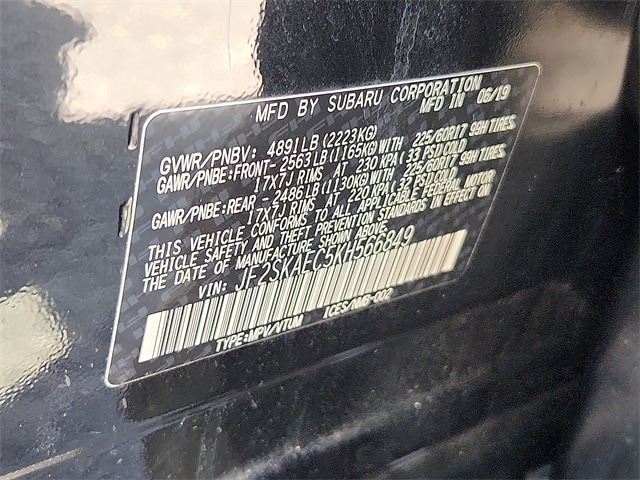 MFD BY SUBARU CORPORATION
MFD IN 06/19
GVWR/PNBV: 4891LB(2223KG)
GAWR/PNBE:FRONT-2563LB(1165KG)WITH 225/60R17 99H TIRES,
17X7J RIMS AT 230 KPA(33 PSI)COLD
GAWR/PNBE:REAR -2486LB(1130KG)WITH 225/60R17 99H TIRES,
17X7J RIMS AT 220 KPA(32 PSI)COLD
THIS VEHICLE CONFORMS TO ALL APPLICABLE FEDERAL MOTOR
VEHICLE SAFETY AND THEFT PREVENTION STANDARDS IN EFFECT ON
THE DATE OF MANUFACTURE SHOWN ABOVE.
VIN: JF2SKAEC5KH566849
TYPE:MPV/VTUM ICES/NMB-002